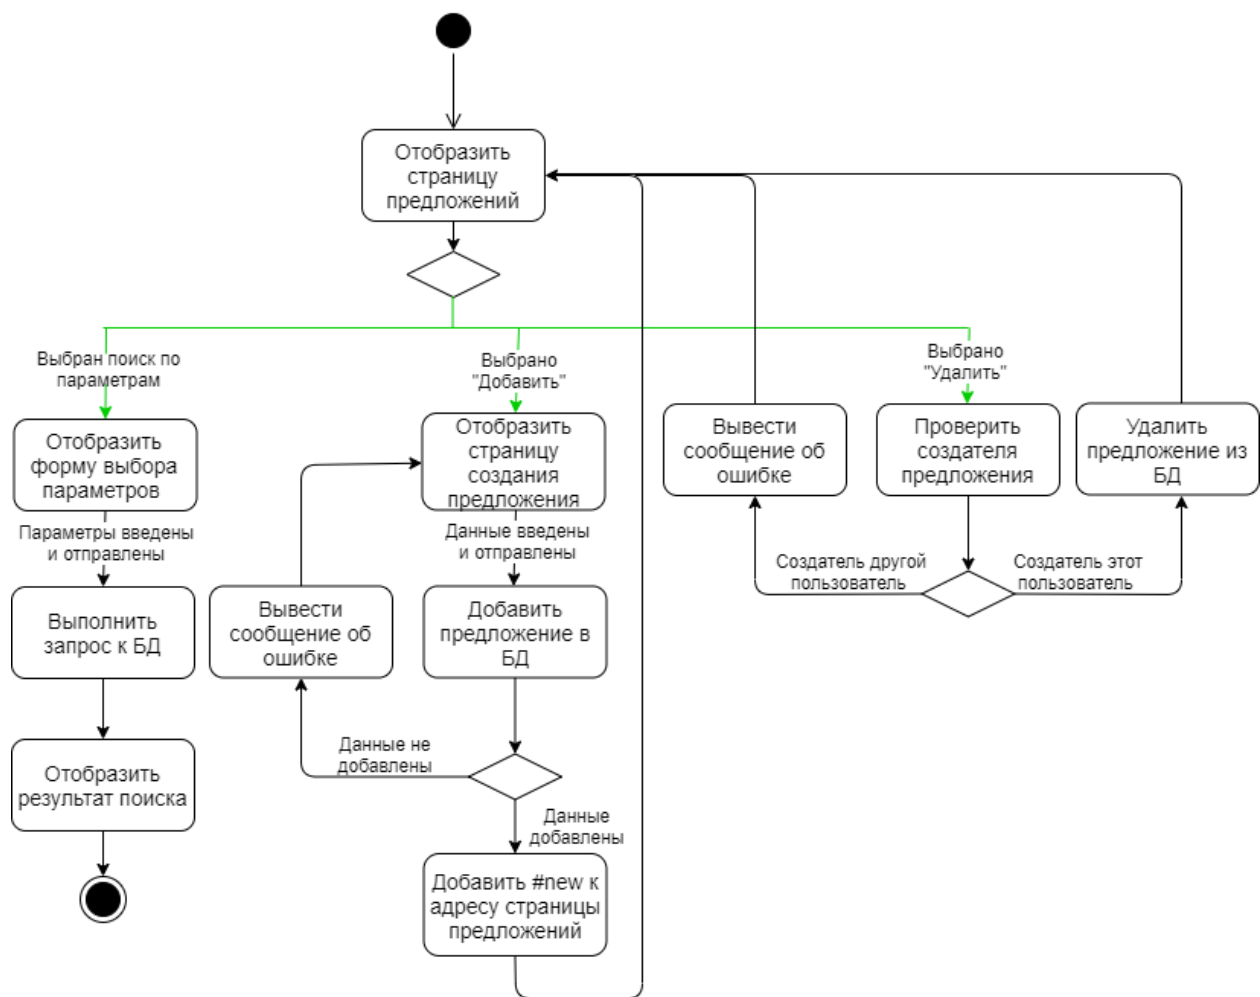 Отобразить
страницу
предложений
Выбран поиск по
параметрам
Выбрано
"Добавить"
Выбрано
"Удалить"
Отобразить
форму выбора
параметров
Отобразить
страницу
создания
предложения
Вывести
сообщение об
ошибке
Проверить
создателя
предложения
Удалить
предложение из
БД
Параметры введены
и отправлены
Данные введены
и отправлены
Создатель другой
пользователь
Создатель этот
пользователь
Выполнить
запрос к БД
Вывести
сообщение об
ошибке
Добавить
предложение в
БД
Отобразить
результат поиска
Данные не
добавлены
Данные
добавлены
Добавить #new к
адресу страницы
предложений